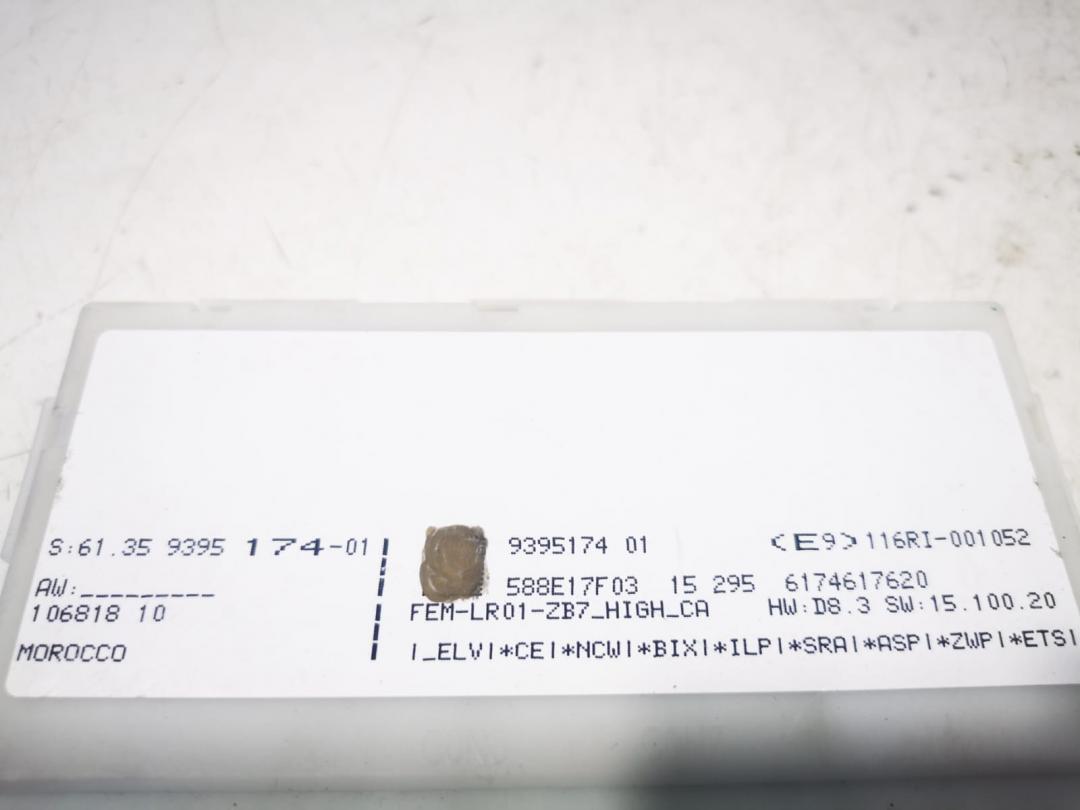 S:61.35 9395 174-01
AW:_________
106818 10
MOROCCO
9395174 01
<E9>116RI-001052
588E17F03 15 295 6174617620
FEM-LR01-ZB7_HIGH_CA HW:D8.3 SW:15.100.20
|_ELV|*CE|*NCW|*BIX|*ILP|*SRA|*ASP|*ZWP|*ETS|